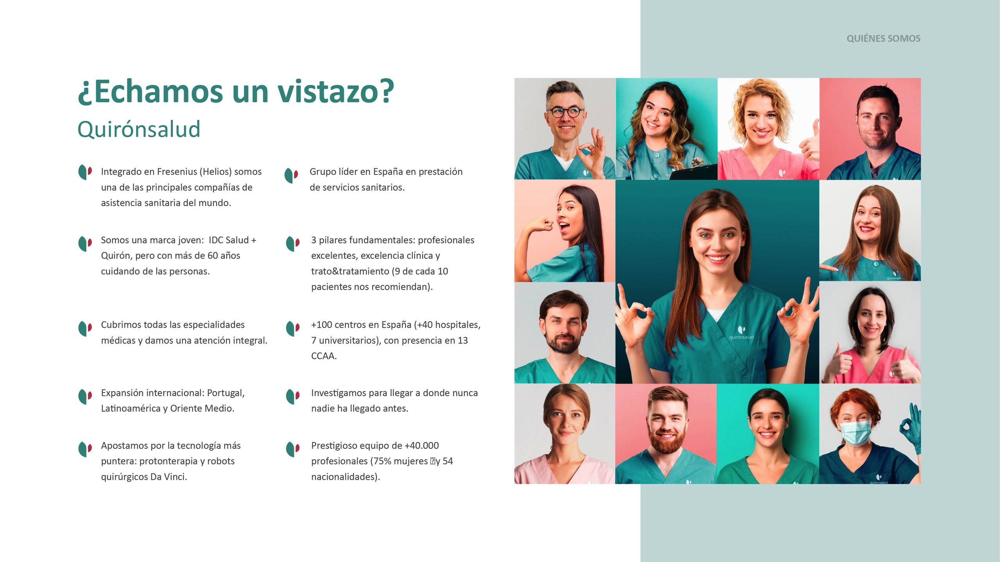 QUIÉNES SOMOS
¿Echamos un vistazo?
Quirónsalud
Integrado en Fresenius (Helios) somos
una de las principales compañías de
asistencia sanitaria del mundo.
Grupo líder en España en prestación
de servicios sanitarios.
Somos una marca joven:  IDC Salud +
Quirón, pero con más de 60 años
cuidando de las personas.
3 pilares fundamentales: profesionales
excelentes, excelencia clínica y
trato&tratamiento (9 de cada 10
pacientes nos recomiendan).
Cubrimos todas las especialidades
médicas y damos una atención integral.
+100 centros en España (+40 hospitales,
7 universitarios), con presencia en 13
CCAA.
Expansión internacional: Portugal,
Latinoamérica y Oriente Medio.
Investigamos para llegar a donde nunca
nadie ha llegado antes.
Apostamos por la tecnología más
puntera: protonterapia y robots
quirúrgicos Da Vinci.
Prestigioso equipo de +40.000
profesionales (75% mujeres y 54
nacionalidades).
quirónsalud
quirónsalud
quirónsalud
quirónsalud